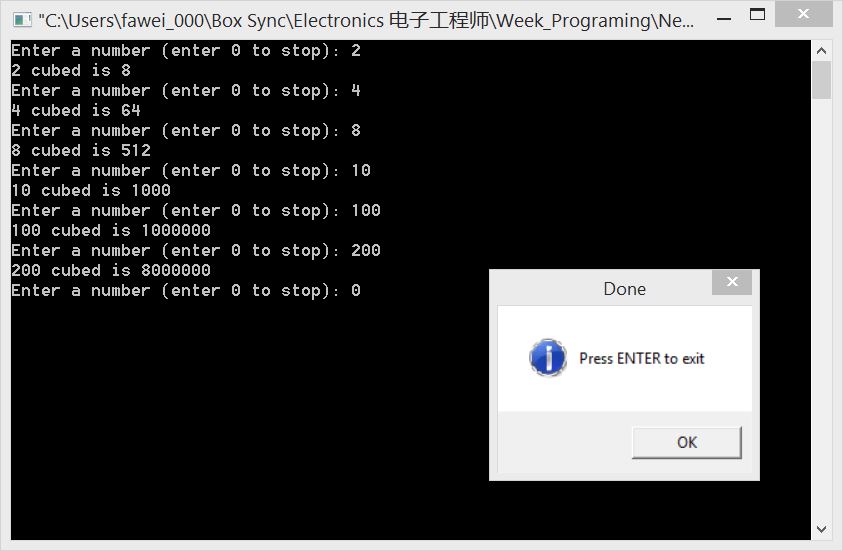 "C:\Users\fawei_000\Box Sync\Electronics 电子工程师\Week_Programing\Ne...
Enter a number (enter 0 to stop): 2
2 cubed is 8
Enter a number (enter 0 to stop): 4
4 cubed is 64
Enter a number (enter 0 to stop): 8
8 cubed is 512
Enter a number (enter 0 to stop): 10
10 cubed is 1000
Enter a number (enter 0 to stop): 100
100 cubed is 1000000
Enter a number (enter 0 to stop): 200
200 cubed is 8000000
Enter a number (enter 0 to stop): 0
Done
Press ENTER to exit
OK